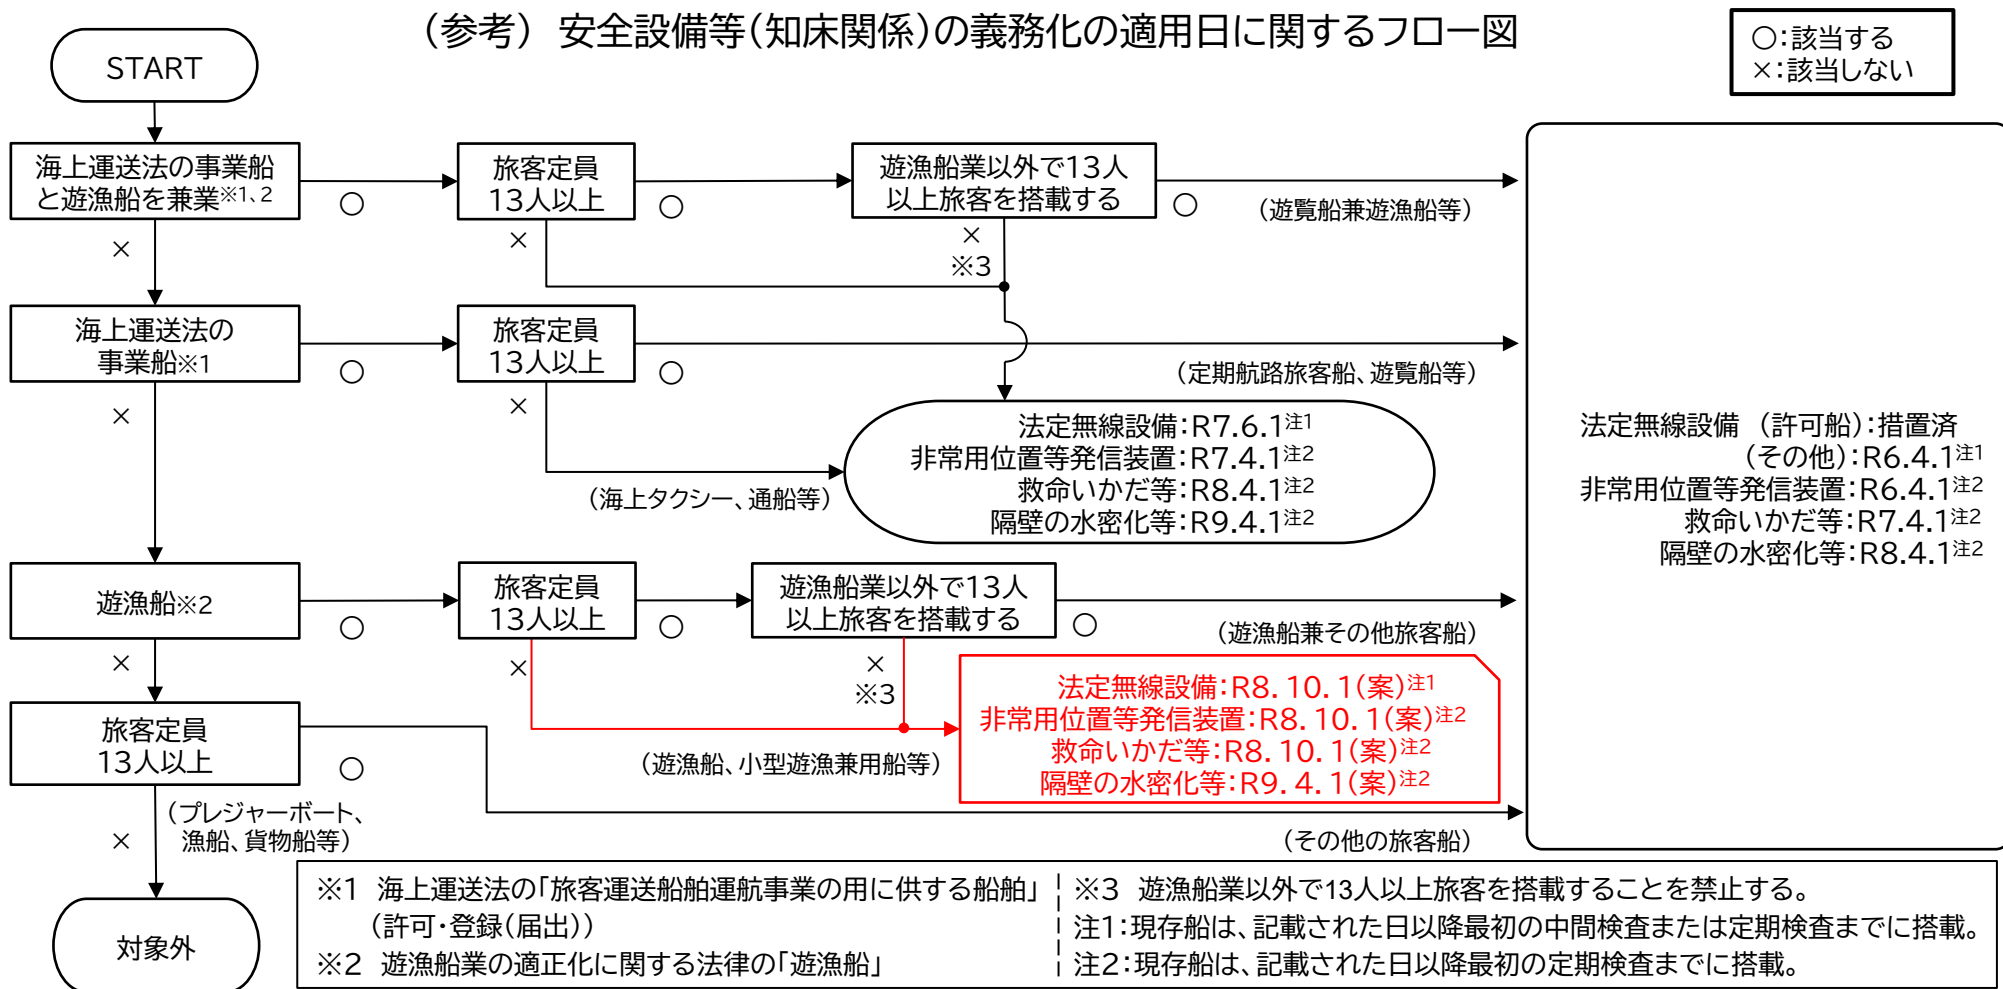 (参考) 安全設備等(知床関係)の義務化の適用日に関するフロー図
○:該当する
×:該当しない
START
海上運送法の事業船
と遊漁船を兼業※1、2
○
旅客定員
13人以上
○
遊漁船業以外で13人
以上旅客を搭載する
○
(遊覧船兼遊漁船等)
×
×
×
※3
海上運送法の
事業船※1
○
旅客定員
13人以上
○
(定期航路旅客船、遊覧船等)
×
×
(海上タクシー、通船等)
法定無線設備:R7.6.1注1
非常用位置等発信装置:R7.4.1注2
救命いかだ等:R8.4.1注2
隔壁の水密化等:R9.4.1注2
法定無線設備 (許可船):措置済
(その他):R6.4.1注1
非常用位置等発信装置:R6.4.1注2
救命いかだ等:R7.4.1注2
隔壁の水密化等:R8.4.1注2
遊漁船※2
○
旅客定員
13人以上
○
遊漁船業以外で13人
以上旅客を搭載する
○
(遊漁船兼その他旅客船)
×
×
×
※3
(遊漁船、小型遊漁兼用船等)
法定無線設備:R8.10.1(案)注1
非常用位置等発信装置:R8.10.1(案)注2
救命いかだ等:R8.10.1(案)注2
隔壁の水密化等:R9.4.1(案)注2
旅客定員
13人以上
○
(その他の旅客船)
×
(プレジャーボート、
漁船、貨物船等)
対象外
※1 海上運送法の「旅客運送船舶運航事業の用に供する船舶」
(許可・登録(届出))
※2 遊漁船業の適正化に関する法律の「遊漁船」
※3 遊漁船業以外で13人以上旅客を搭載することを禁止する。
注1:現存船は、記載された日以降最初の中間検査または定期検査までに搭載。
注2:現存船は、記載された日以降最初の定期検査までに搭載。